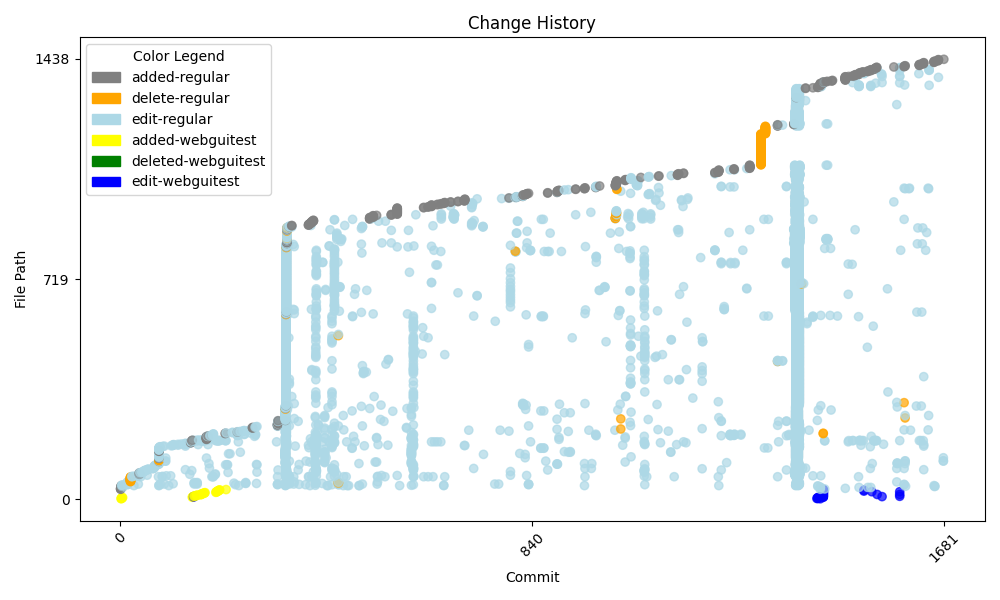 Change History
Color Legend
added-regular
delete-regular
edit-regular
added-webguitest
deleted-webguitest
edit-webguitest
1438
719
0
File Path
0
840
1681
Commit